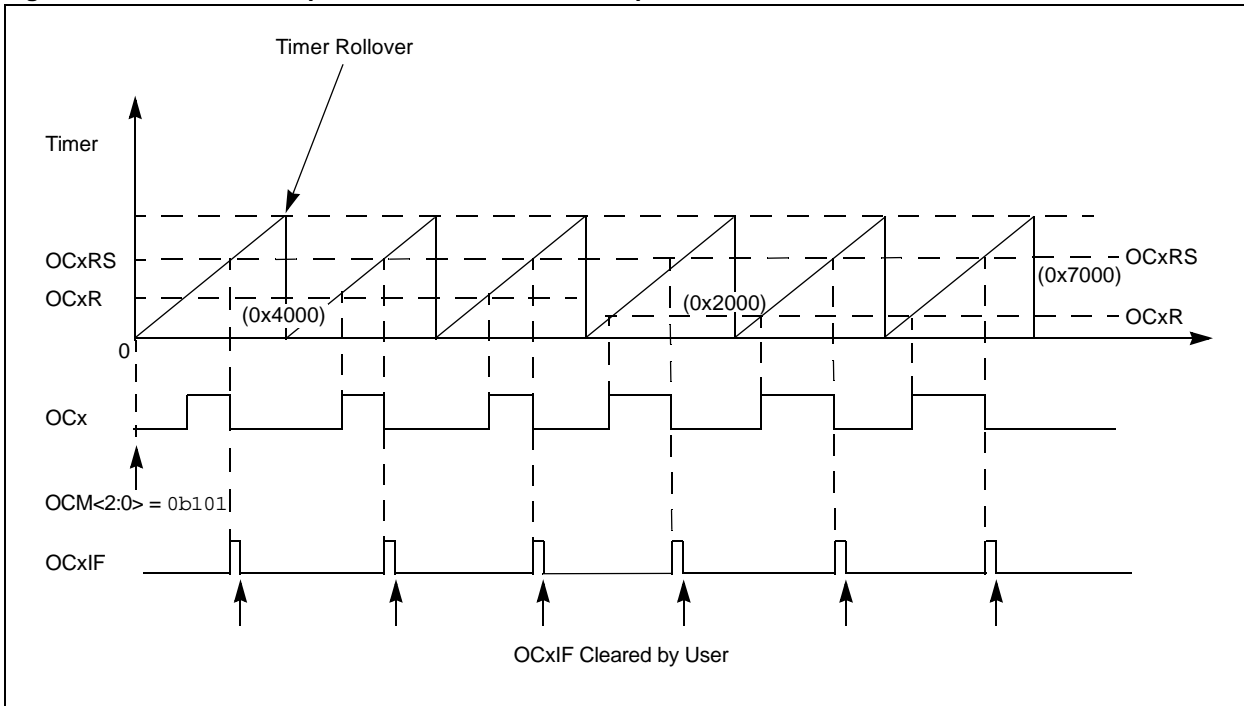 Timer Rollover
Timer
OCxRS
OCxRS
(0x7000)
OCxR
(0x4000)
(0x2000)
OCxR
0
OCx
OCM<2:0> = 0b101
OCxIF
OCxIF Cleared by User